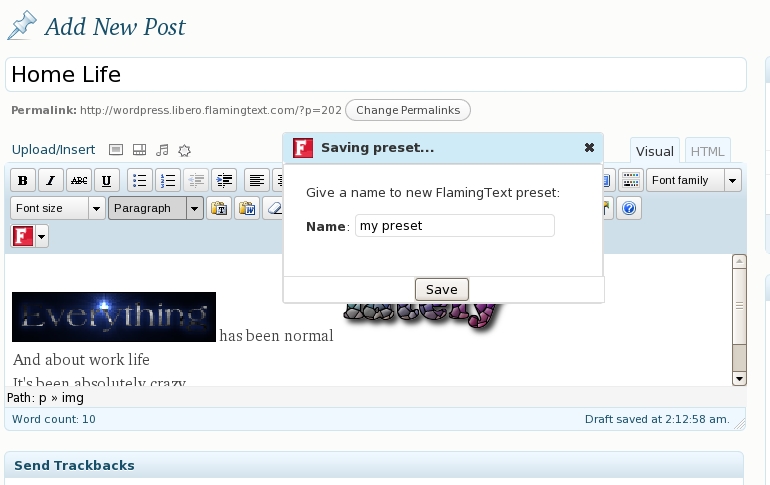 Add New Post
Home Life
Permalink: http://wordpress.libero.flamingtext.com/?p=202 Change Permalinks
Upload/Insert
Visual HTML
F Saving preset...
B I ABC U
Font family
Font size Paragraph
T W
?
F
Give a name to new FlamingText preset:
Name: my preset
Save
Everything has been normal
And about work life
It's been absolutely crazy
Path: p » img
Word count: 10 Draft saved at 2:12:58 am.
Send Trackbacks